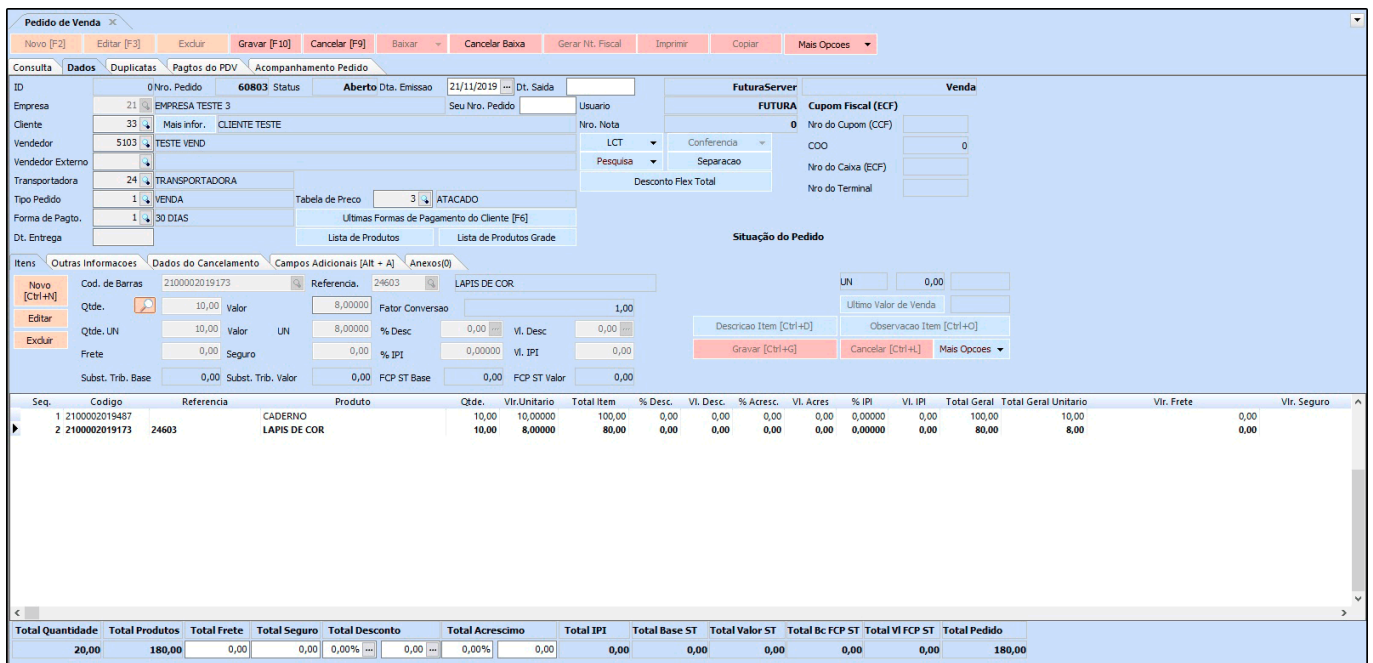 Pedido de Venda
Novo [F2] Editar [F3] Excluir Gravar [F10] Cancelar [F9] Baixar Cancelar Baixa Gerar Nt. Fiscal Imprimir Copiar Mais Opcoes
Consulta Dados Duplicatas Pagtos do PDV Acompanhamento Pedido
ID 0 Nro. Pedido 60803 Status Aberto Dta. Emissao 21/11/2019 ... Dt. Saida FuturaServer Venda
Empresa 21 EMPRESA TESTE 3 Seu Nro. Pedido Usuario FUTURA Cupom Fiscal (ECF)
Cliente 33 Mais infor. CLIENTE TESTE Nro. Nota 0 Nro do Cupom (CCF)
Vendedor 5103 TESTE VEND LCT Conferencia COO 0
Vendedor Externo Pesquisa Separacao Nro do Caixa (ECF)
Transportadora 24 TRANSPORTADORA Desconto Flex Total Nro do Terminal
Tipo Pedido 1 VENDA Tabela de Preco 3 ATACADO
Forma de Pagto. 1 30 DIAS Ultimas Formas de Pagamento do Cliente [F6]
Dt. Entrega Lista de Produtos Lista de Produtos Grade Situação do Pedido
Itens Outras Informacoes Dados do Cancelamento Campos Adicionais [Alt + A] Anexos(0)
Novo [Ctrl+N] Cod. de Barras 2100002019173 Referencia. 24603 LAPIS DE COR UN 0,00
Qtde. 10,00 Valor 8,00000 Fator Conversao 1,00 Ultimo Valor de Venda
Editar Qtde. UN 10,00 Valor UN 8,00000 % Desc 0,00 ... Vl. Desc 0,00 ... Descricao Item [Ctrl+D] Observacao Item [Ctrl+O]
Excluir Frete 0,00 Seguro 0,00 % IPI 0,00000 Vl. IPI 0,00 Gravar [Ctrl+G] Cancelar [Ctrl+L] Mais Opcoes
Subst. Trib. Base 0,00 Subst. Trib. Valor 0,00 FCP ST Base 0,00 FCP ST Valor 0,00
Seq. Codigo Referencia Produto Qtde. Vlr.Unitario Total Item % Desc. Vl. Desc. % Acresc. Vl. Acres % IPI Vl. IPI Total Geral Total Geral Unitario Vlr. Frete Vlr. Seguro
1 2100002019487 CADERNO 10,00 10,00000 100,00 0,00 0,00 0,00 0,00 0,00000 0,00 100,00 10,00 0,00
2 2100002019173 24603 LAPIS DE COR 10,00 8,00000 80,00 0,00 0,00 0,00 0,00 0,00000 0,00 80,00 8,00 0,00
Total Quantidade Total Produtos Total Frete Total Seguro Total Desconto Total Acrescimo Total IPI Total Base ST Total Valor ST Total Bc FCP ST Total Vl FCP ST Total Pedido
20,00 180,00 0,00 0,00 0,00% ... 0,00 ... 0,00% 0,00 0,00 0,00 0,00 0,00 0,00 180,00